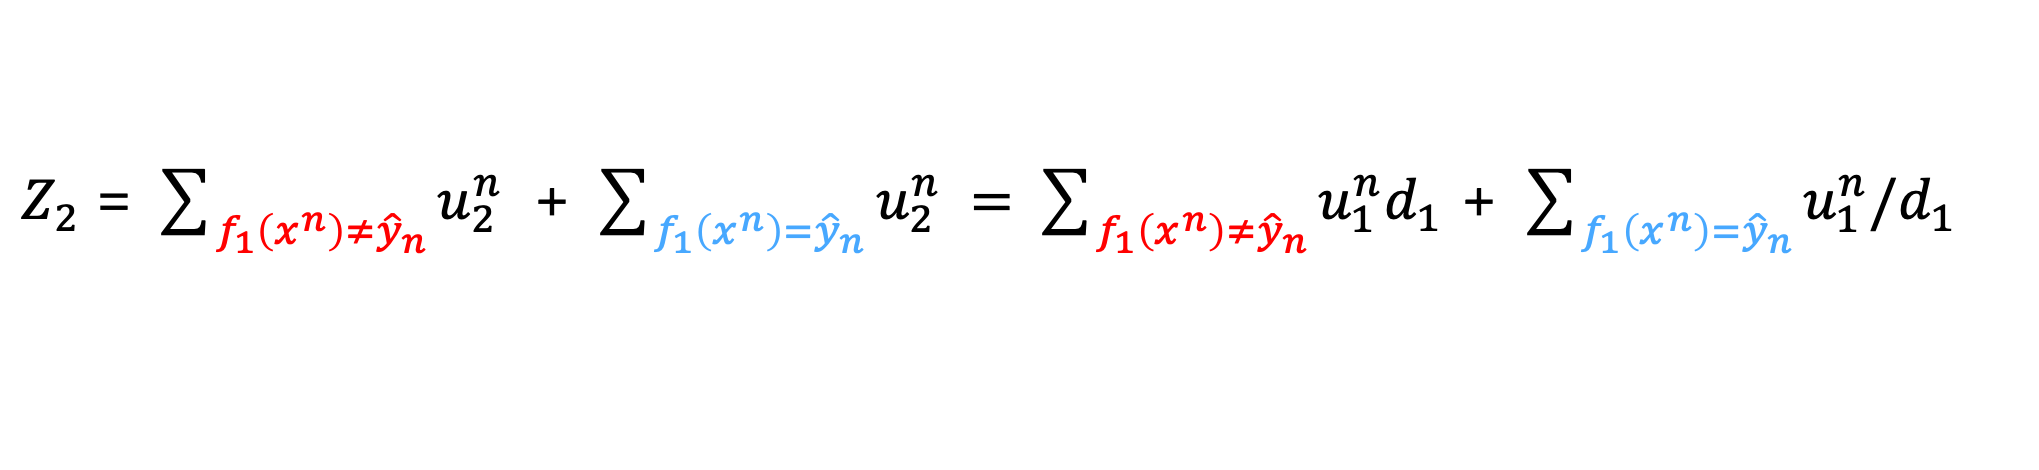 Z₂ = ∑_{f₁(xⁿ)≠ŷₙ} u₂ⁿ + ∑_{f₁(xⁿ)=ŷₙ} u₂ⁿ = ∑_{f₁(xⁿ)≠ŷₙ} u₁ⁿd₁ + ∑_{f₁(xⁿ)=ŷₙ} u₁ⁿ/d₁